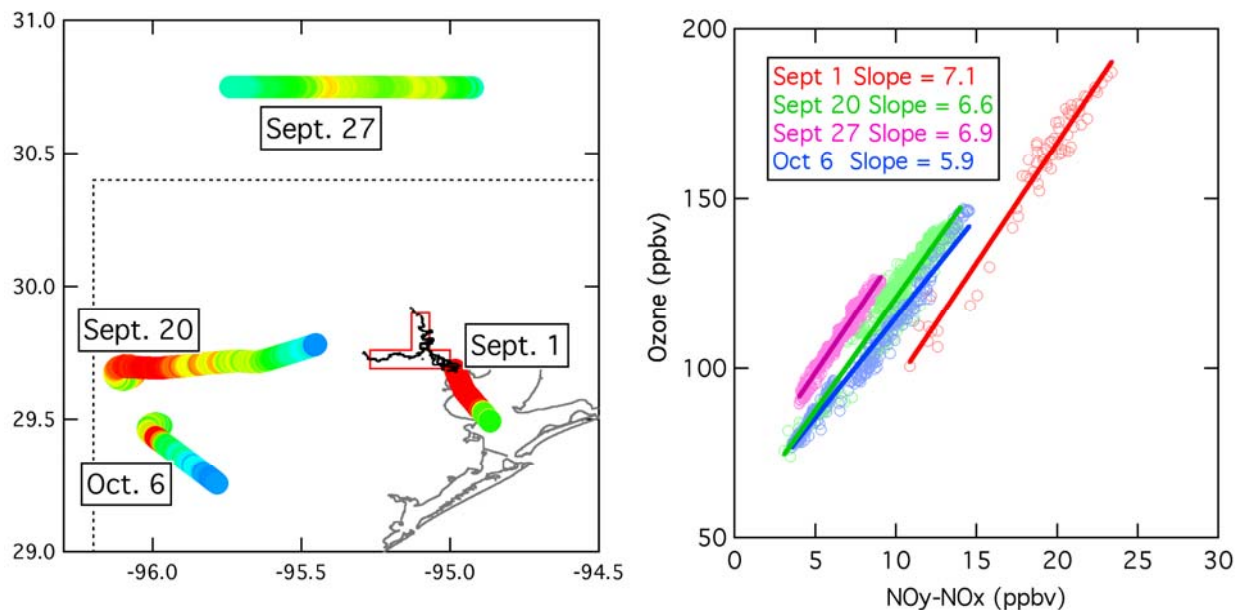 31.0
30.5
30.0
29.5
29.0
-96.0
-95.5
-95.0
-94.5
Sept. 27
Sept. 20
Sept. 1
Oct. 6
200
150
100
50
Ozone (ppbv)
Sept 1 Slope = 7.1
Sept 20 Slope = 6.6
Sept 27 Slope = 6.9
Oct 6 Slope = 5.9
0
5
10
15
20
25
30
NOy-NOx (ppbv)